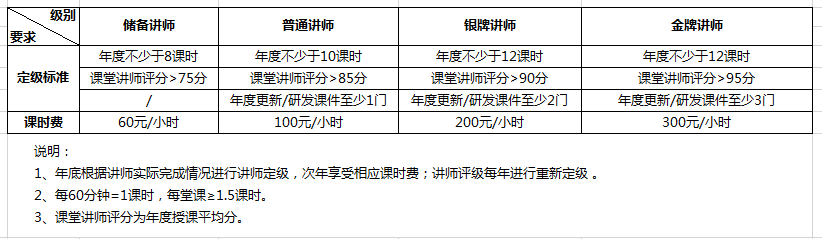 级别
要求
储备讲师 普通讲师 银牌讲师 金牌讲师
定级标准
年度不少于8课时 年度不少于10课时 年度不少于12课时 年度不少于12课时
课堂讲师评分>75分 课堂讲师评分>85分 课堂讲师评分>90分 课堂讲师评分>95分
/ 年度更新/研发课件至少1门 年度更新/研发课件至少2门 年度更新/研发课件至少3门
课时费 60元/小时 100元/小时 200元/小时 300元/小时
说明：
1、年底根据讲师实际完成情况进行讲师定级，次年享受相应课时费；讲师评级每年进行重新定级 。
2、每60分钟=1课时，每堂课≥1.5课时。
3、课堂讲师评分为年度授课平均分。